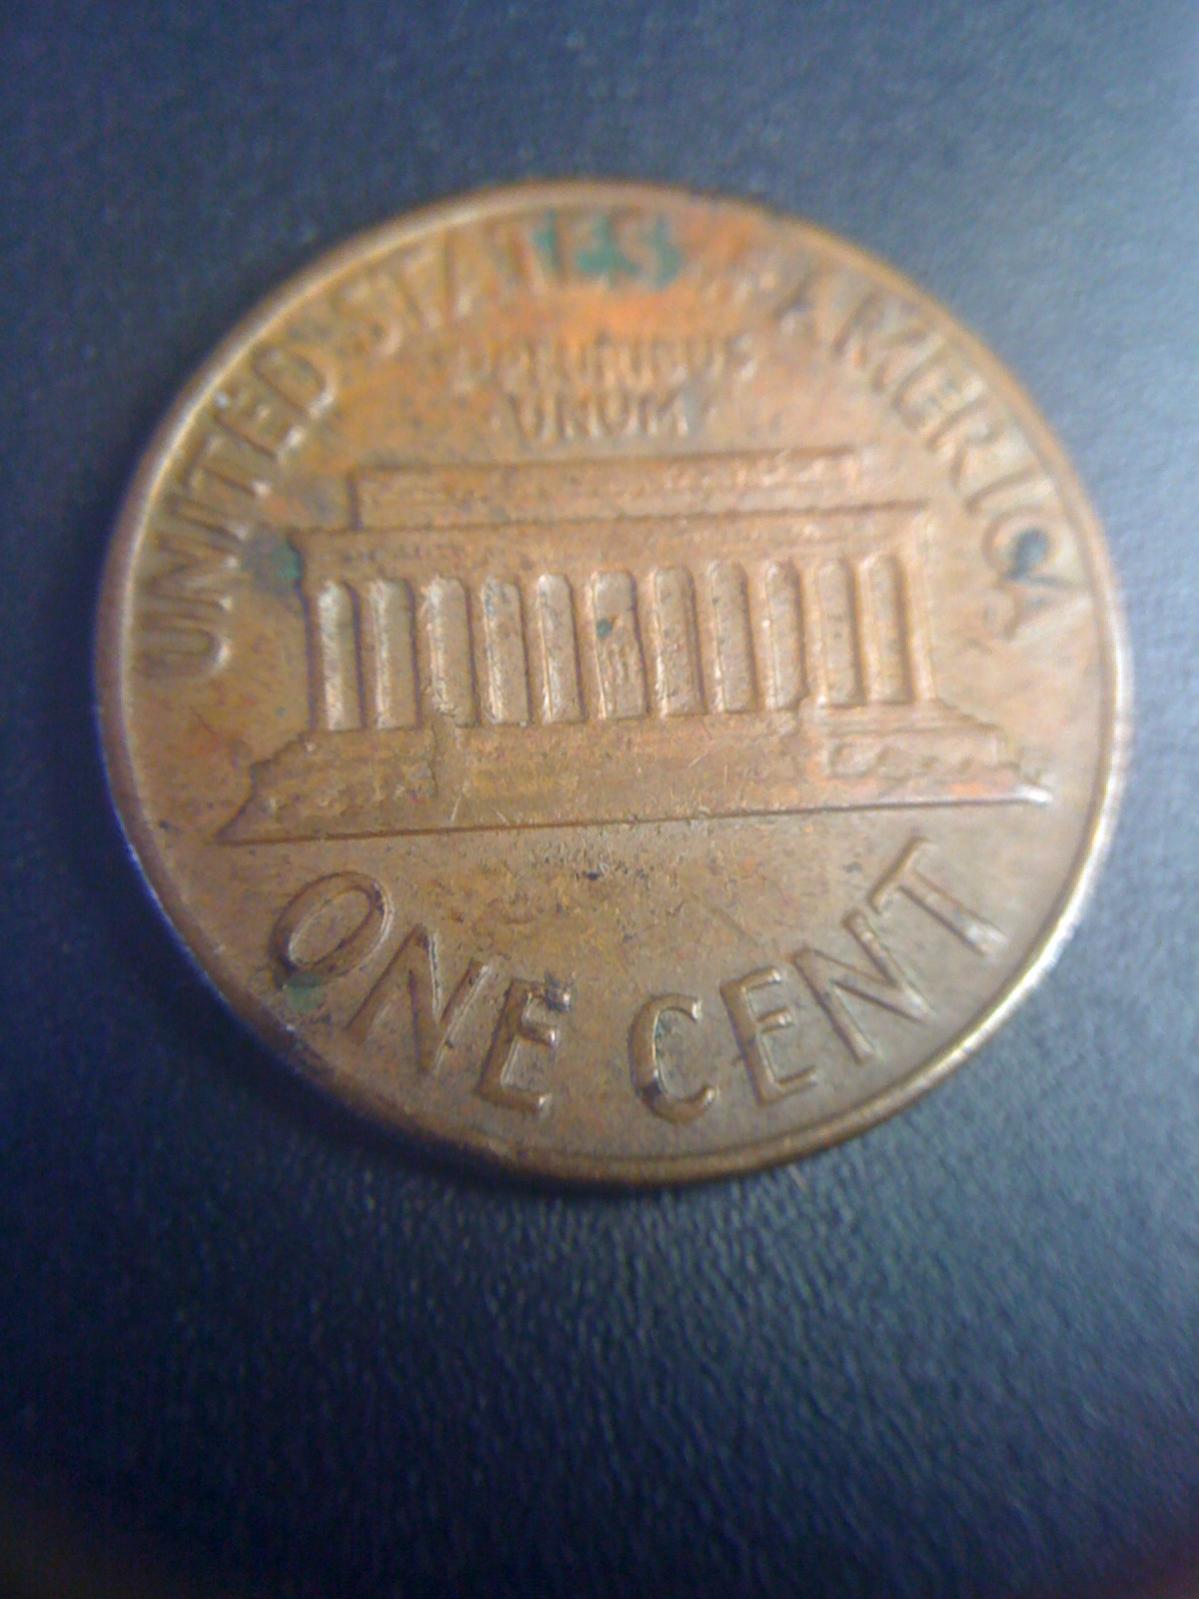 UNITED STATES OF AMERICA
E PLURIBUS
UNUM
ONE CENT